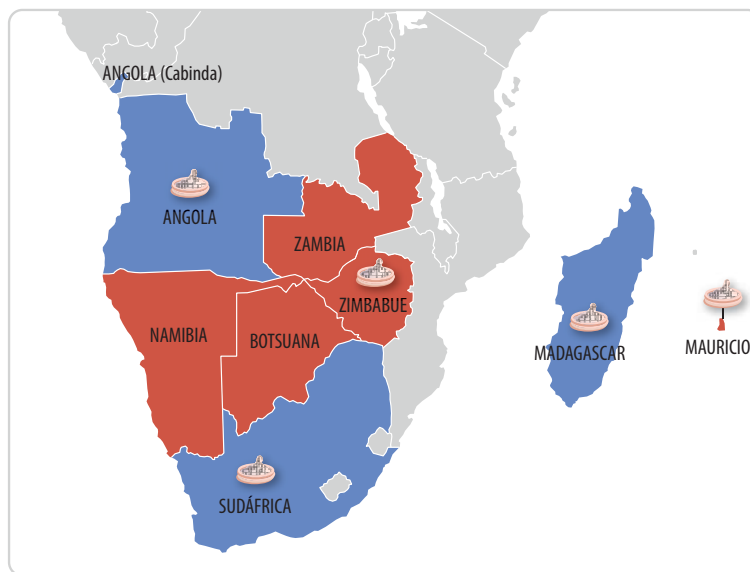 ANGOLA (Cabinda)
ANGOLA
ZAMBIA
ZIMBABUE
NAMIBIA
BOTSUANA
MADAGASCAR
MAURICIO
SUDÁFRICA